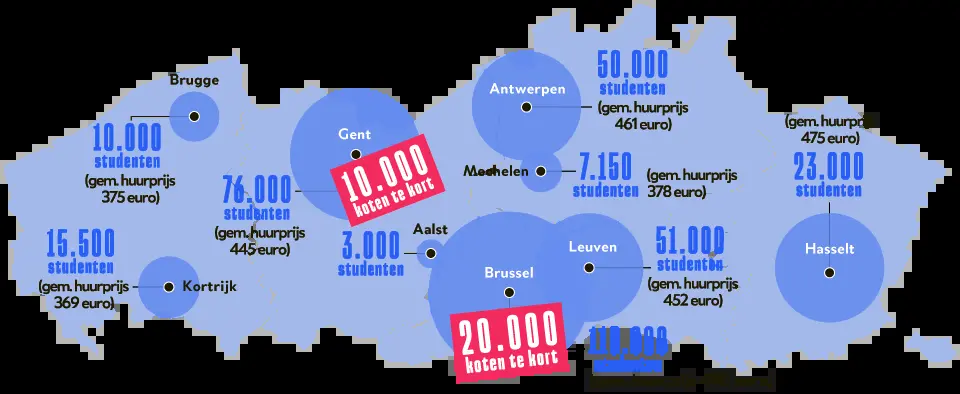 Brugge
10.000
studenten
(gem. huurprijs
375 euro)
Gent
76.000
studenten
(gem. huurprijs
445 euro)
10.000
koten te kort
Antwerpen
50.000
studenten
(gem. huurprijs
461 euro)
Mechelen
7.150
studenten
(gem. huurprijs
378 euro)
(gem. huurprijs
475 euro)
23.000
studenten
Hasselt
15.500
studenten
(gem. huurprijs
369 euro)
Kortrijk
Aalst
3.000
studenten
Brussel
20.000
koten te kort
Leuven
51.000
studenten
(gem. huurprijs
452 euro)
studenten